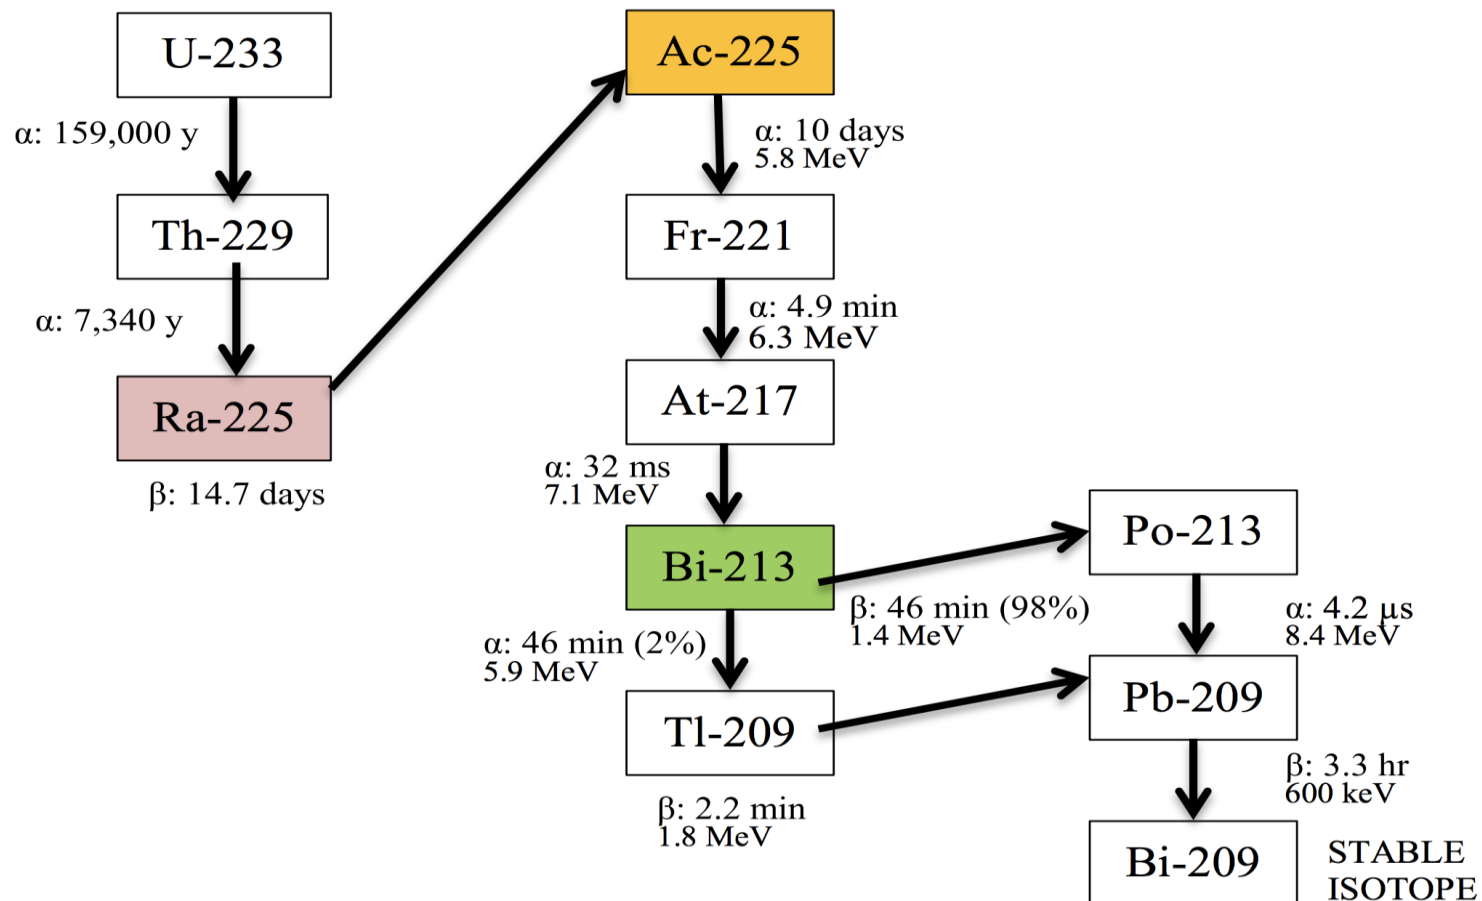 U-233
α: 159,000 y
Th-229
α: 7,340 y
Ra-225
β: 14.7 days
Ac-225
α: 10 days
5.8 MeV
Fr-221
α: 4.9 min
6.3 MeV
At-217
α: 32 ms
7.1 MeV
Bi-213
α: 46 min (2%)
5.9 MeV
β: 46 min (98%)
1.4 MeV
Tl-209
β: 2.2 min
1.8 MeV
Po-213
α: 4.2 µs
8.4 MeV
Pb-209
β: 3.3 hr
600 keV
Bi-209
STABLE
ISOTOPE